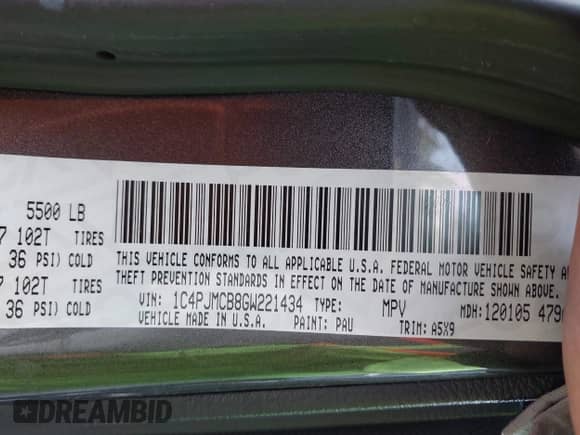 5500 LB
7 102T TIRES
36 PSI) COLD
7 102T TIRES
36 PSI) COLD
THIS VEHICLE CONFORMS TO ALL APPLICABLE U.S.A. FEDERAL MOTOR VEHICLE SAFETY
THEFT PREVENTION STANDARDS IN EFFECT ON THE DATE OF MANUFACTURE SHOWN ABOVE.
VIN: 1C4PJMCB8GW221434 TYPE: MPV MDH: 120105 479
VEHICLE MADE IN U.S.A. PAINT: PAU TRIM: A5X9
DREAMBID